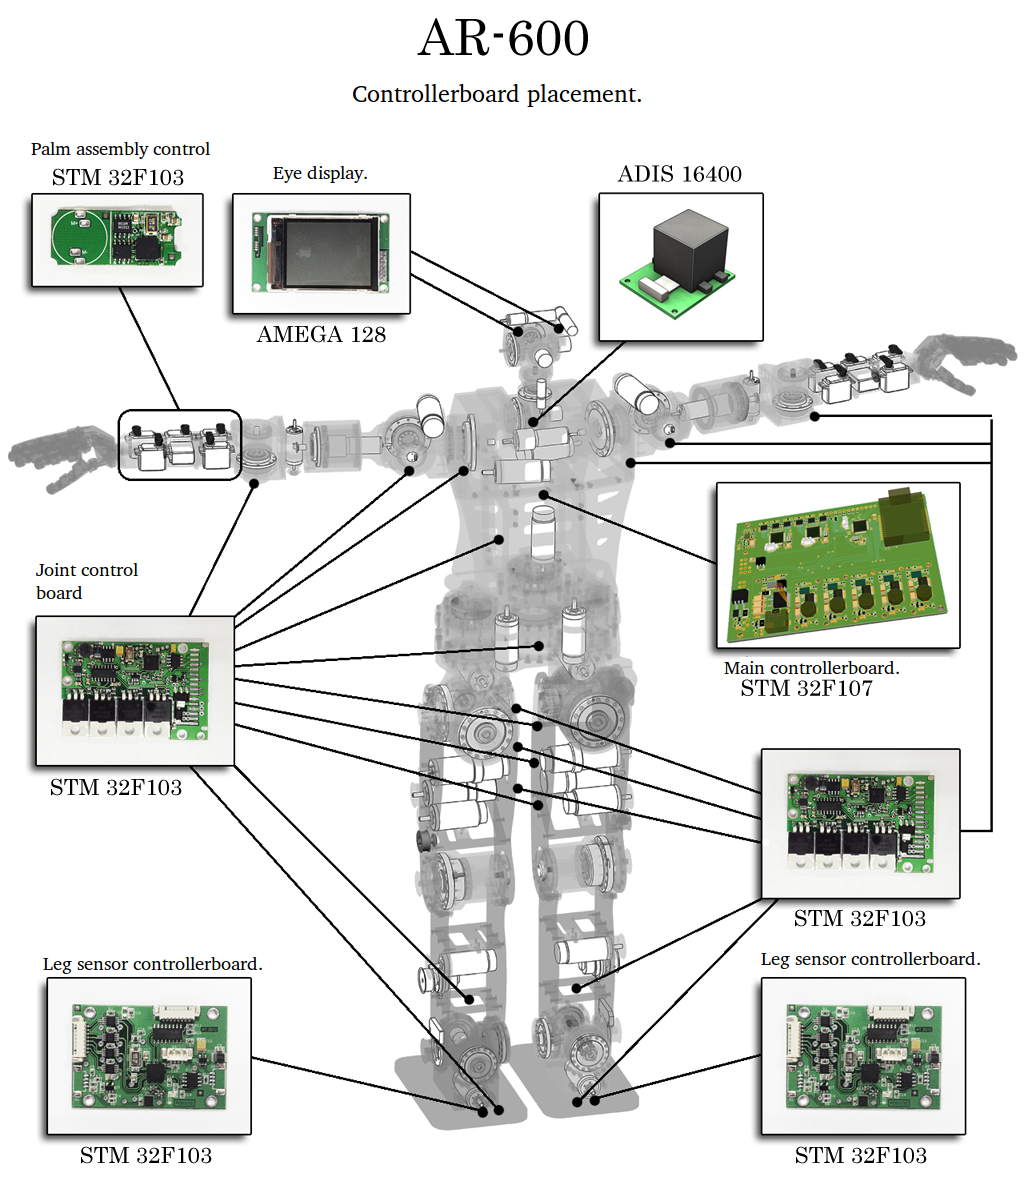 AR-600
Controllerboard placement.
Palm assembly control
STM 32F103
Eye display.
AMEGA 128
ADIS 16400
Joint control
board
STM 32F103
Main controllerboard.
STM 32F107
STM 32F103
Leg sensor controllerboard.
STM 32F103
Leg sensor controllerboard.
STM 32F103